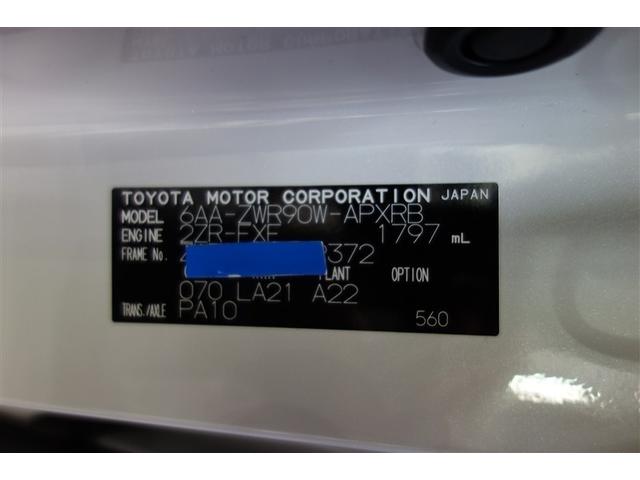 TOYOTA MOTOR CORPORATION JAPAN
MODEL 6AA-ZWR90W-APXRB
ENGINE 2ZR-FXE 1797 mL
FRAME No. 372
PLANT OPTION
070 LA21 A22
TRANS./AXLE PA10
560